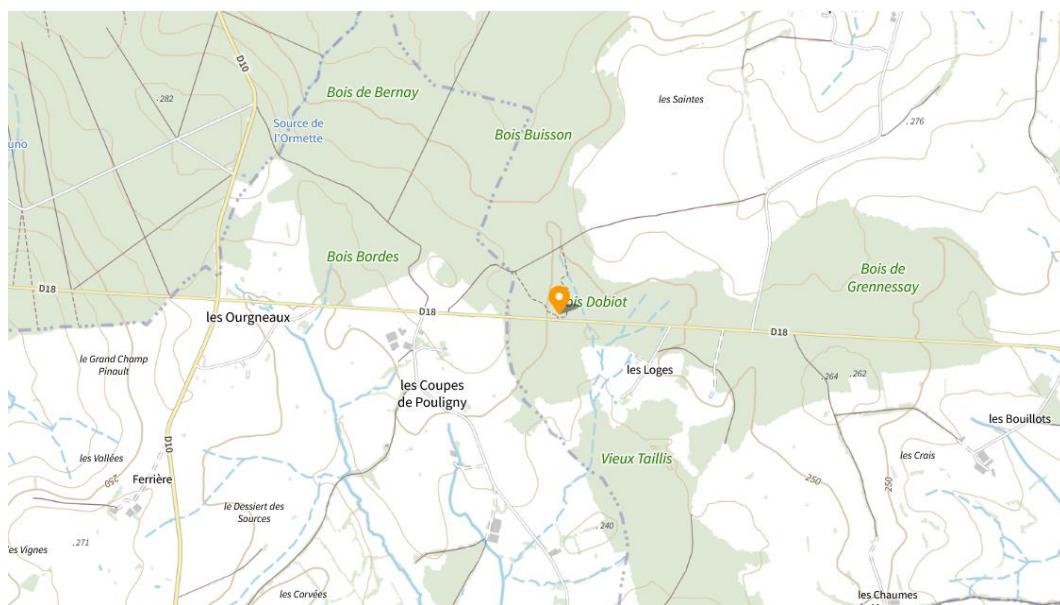 D10
Bois de Bernay
282
les Saintes
Source de
l'Ormette
Bois Buisson
276
uno
Bois Bordes
Bois de
Grennessay
D18
les Ourgneaux
D18
Dobiot
D18
le Grand Champ
Pinault
les Loges
264
262
les Coupes
de Pouligny
les Bouillots
D10
les Vallées
250
Vieux Taillis
les Crais
Ferrière
250
250
le Dessiert des
Sources
240
271
les Vignes
les Corvées
les Chaumes